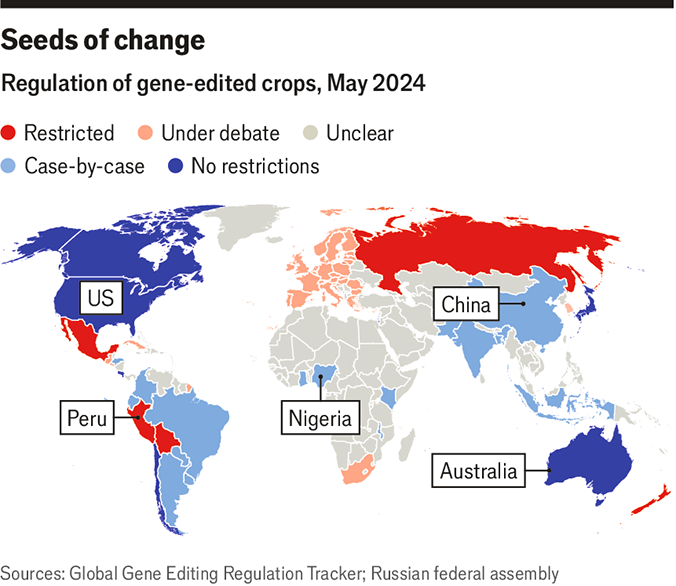 Seeds of change
Regulation of gene-edited crops, May 2024
Restricted Under debate Unclear
Case-by-case No restrictions
US
China
Peru
Nigeria
Australia
Sources: Global Gene Editing Regulation Tracker; Russian federal assembly